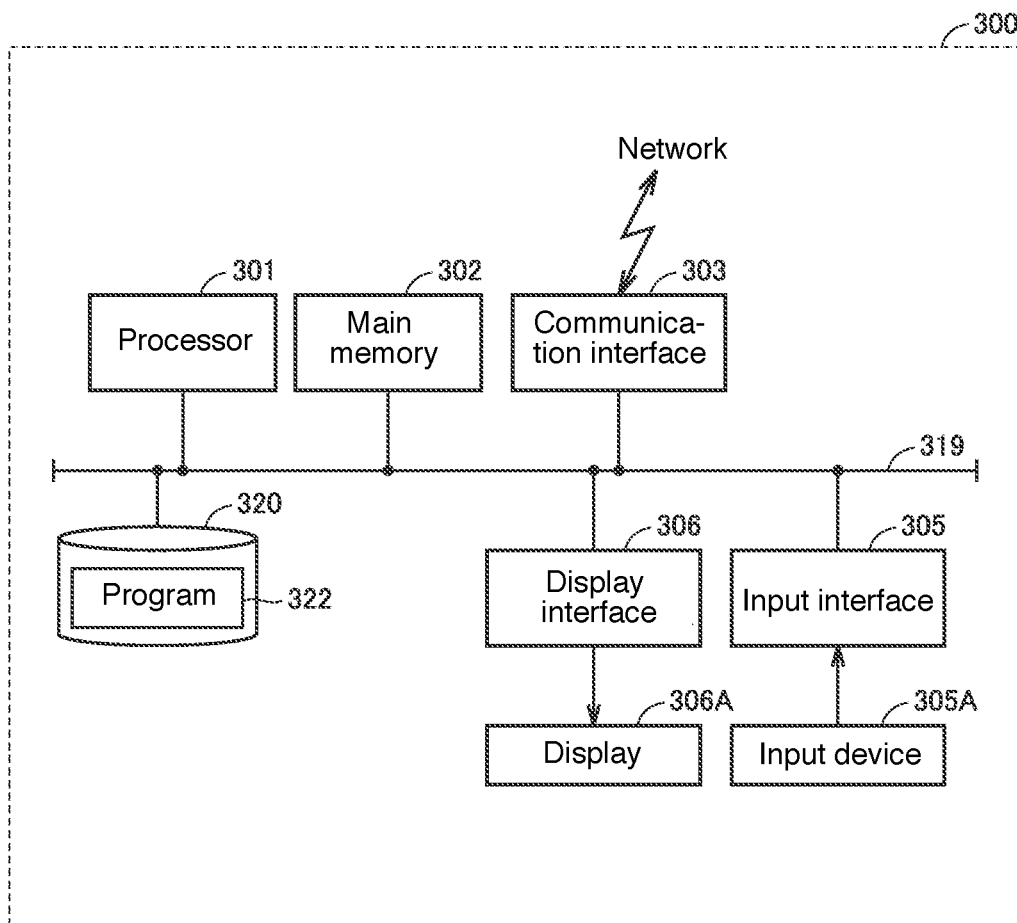 300
Network
301
302
303
Processor
Main
memory
Communica-
tion interface
319
320
306
305
Program
322
Display
interface
Input interface
306A
305A
Display
Input device